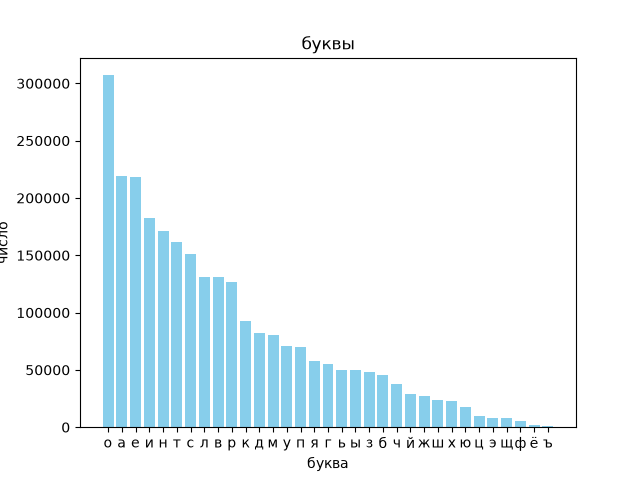 буквы
300000
250000
200000
150000
100000
50000
0
число
о а е и н т с л в р к д м у п я г ь ы з б ч й ж ш х ю ц э щ ф ё ъ
буква